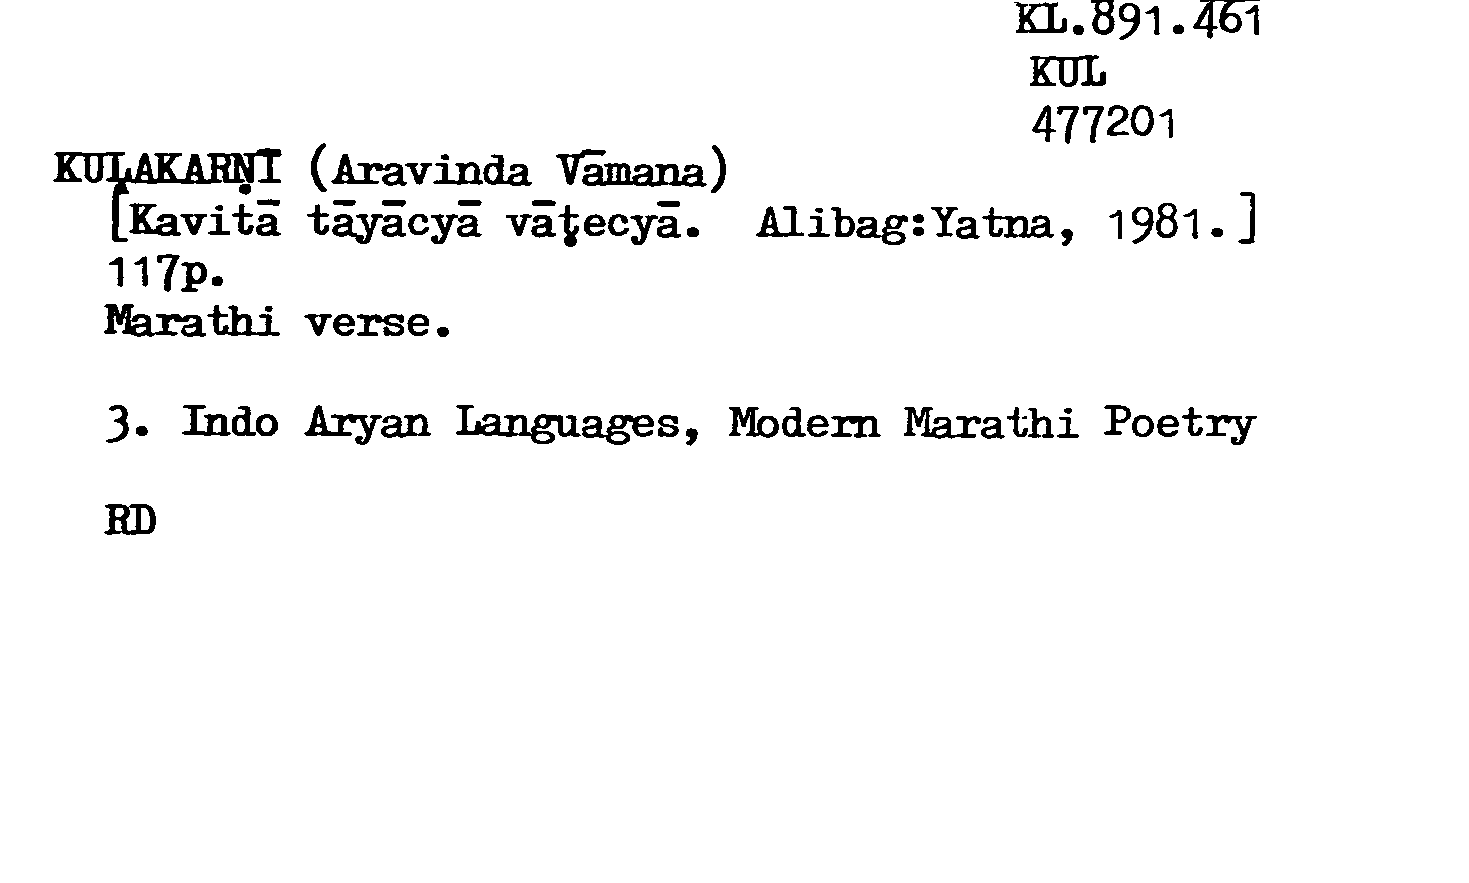 KL.891.461
KUL
477201
KUḶAKARṆĪ (Aravinda Vāmana)
[Kavitā tāyācyā vāṭecyā. Alibag:Yatna, 1981.]
117p.
Marathi verse.
3. Indo Aryan Languages, Modern Marathi Poetry
RD